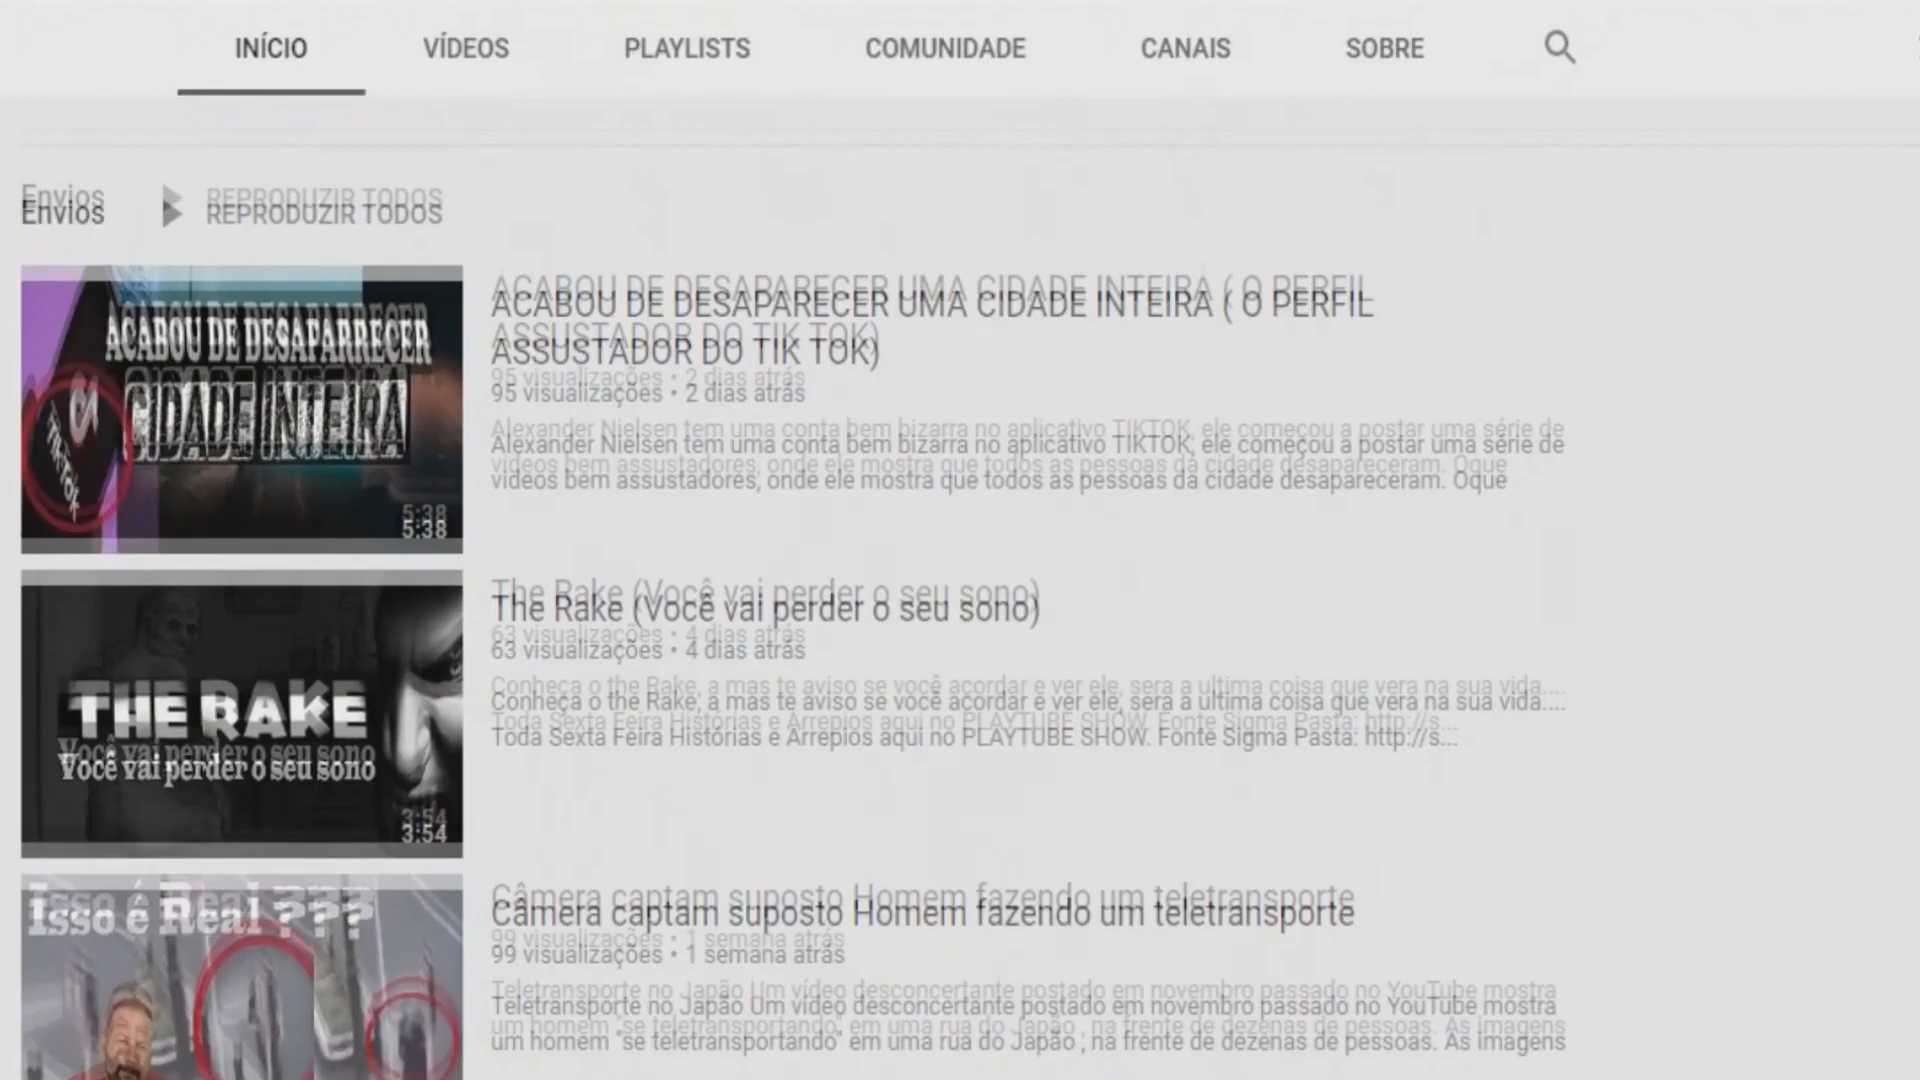 INÍCIO VÍDEOS PLAYLISTS COMUNIDADE CANAIS SOBRE
Envios REPRODUZIR TODOS
ACABOU DE DESAPARRECER
CIDADE INTEIRA
TIKTOK
5:38
ACABOU DE DESAPARECER UMA CIDADE INTEIRA ( O PERFIL
ASSUSTADOR DO TIK TOK)
95 visualizações • 2 dias atrás
Alexander Nielsen tem uma conta bem bizarra no aplicativo TIKTOK, ele começou a postar uma série de
videos bem assustadores, onde ele mostra que todos as pessoas da cidade desapareceram. Oque
THE RAKE
Você vai perder o seu sono
3:54
The Rake (Você vai perder o seu sono)
63 visualizações • 4 dias atrás
Conheça o the Rake, a mas te aviso se você acordar e ver ele, sera a ultima coisa que vera na sua vida....
Toda Sexta Feira Histórias e Arrepios aqui no PLAYTUBE SHOW. Fonte Sigma Pasta: http://s...
Isso é Real ???
Câmera captam suposto Homem fazendo um teletransporte
99 visualizações • 1 semana atrás
Teletransporte no Japão Um vídeo desconcertante postado em novembro passado no YouTube mostra
um homem "se teletransportando" em uma rua do Japão , na frente de dezenas de pessoas. As imagens